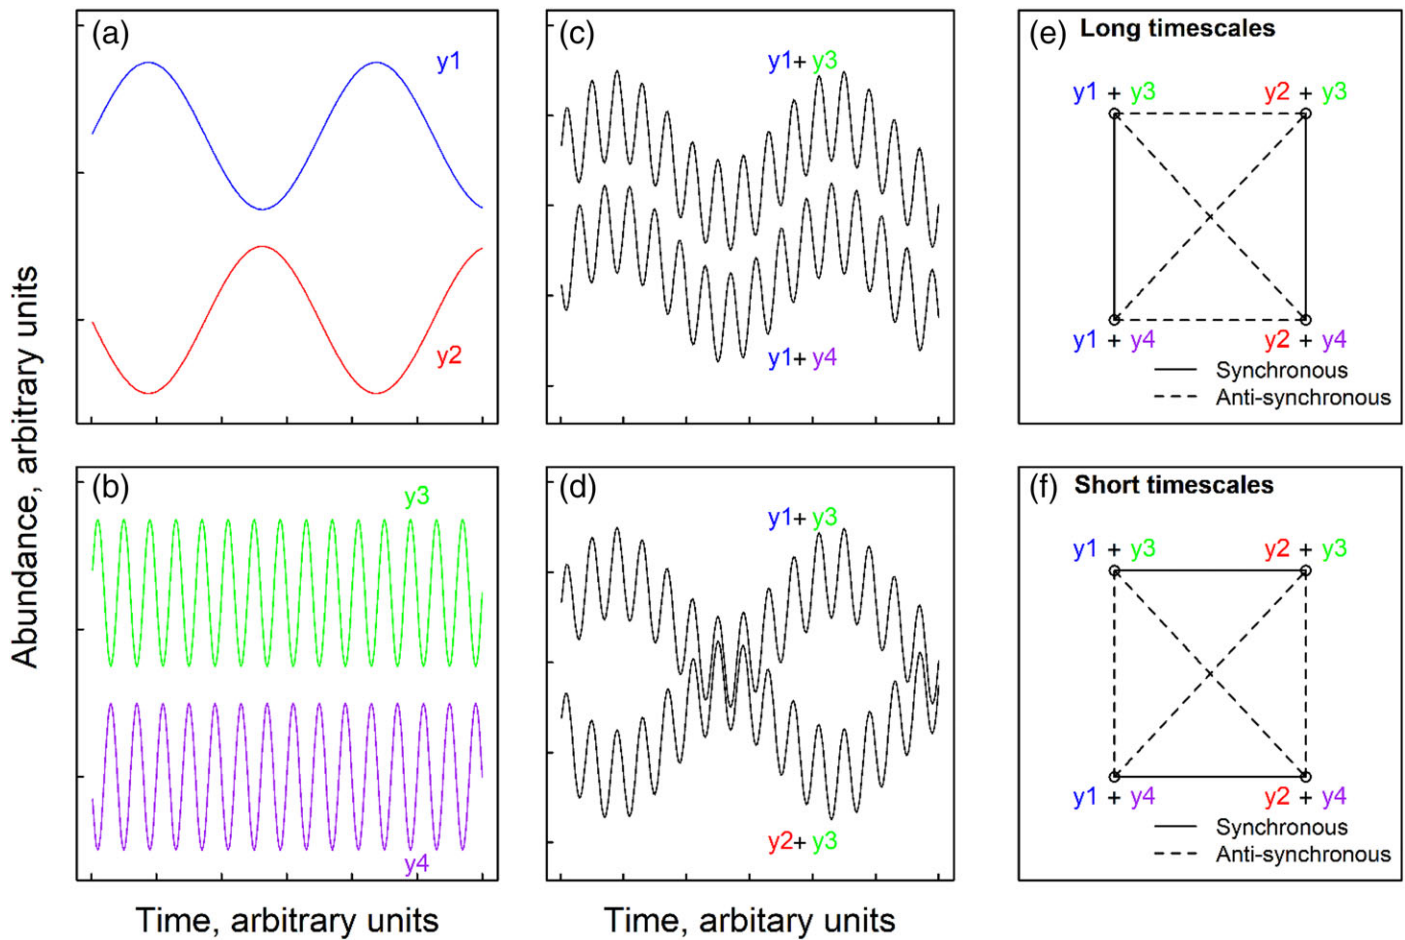 Abundance, arbitrary units
(a)
y1
y2
(b)
y3
y4
Time, arbitrary units
(c)
y1+ y3
y1+ y4
(d)
y1+ y3
y2+ y3
Time, arbitary units
(e) Long timescales
y1 + y3 y2 + y3
y1 + y4 y2 + y4
Synchronous
Anti-synchronous
(f) Short timescales
y1 + y3 y2 + y3
y1 + y4 y2 + y4
Synchronous
Anti-synchronous